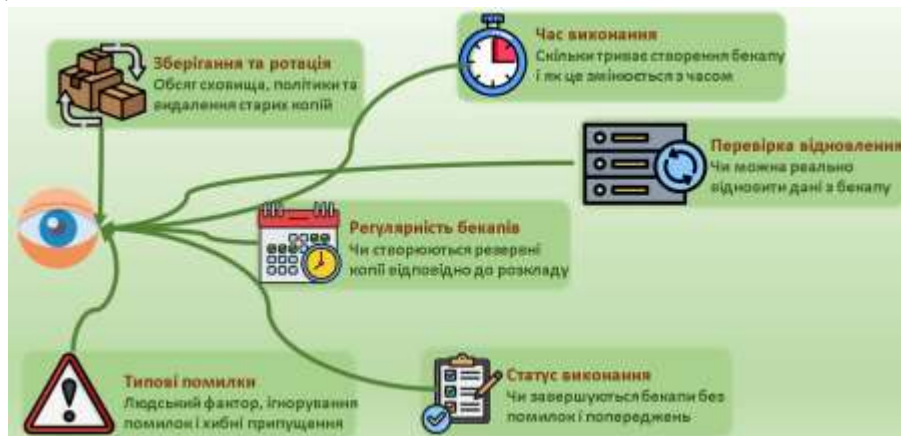 Зберігання та ротація
Обсяг сховища, політики та
видалення старих копій
Час виконання
Скільки триває створення бекапу
і як це змінюється з часом
Перевірка відновлення
Чи можна реально
відновити дані з бекапу
Регулярність бекапів
Чи створюються резервні
копії відповідно до розкладу
Типові помилки
Людський фактор, ігнорування
помилок і хибні припущення
Статус виконання
Чи завершуються бекапи без
помилок і попереджень